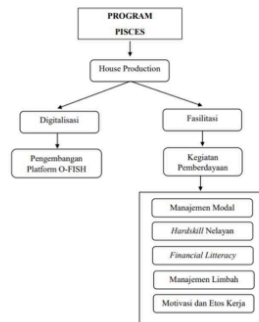 PROGRAM
PISCES
House Production
Digitalisasi
Fasilitasi
Pengembangan
Platform O-FISH
Kegiatan
Pemberdayaan
Manajemen Modal
Hardskill Nelayan
Financial Litteracy
Manajemen Limbah
Motivasi dan Etos Kerja